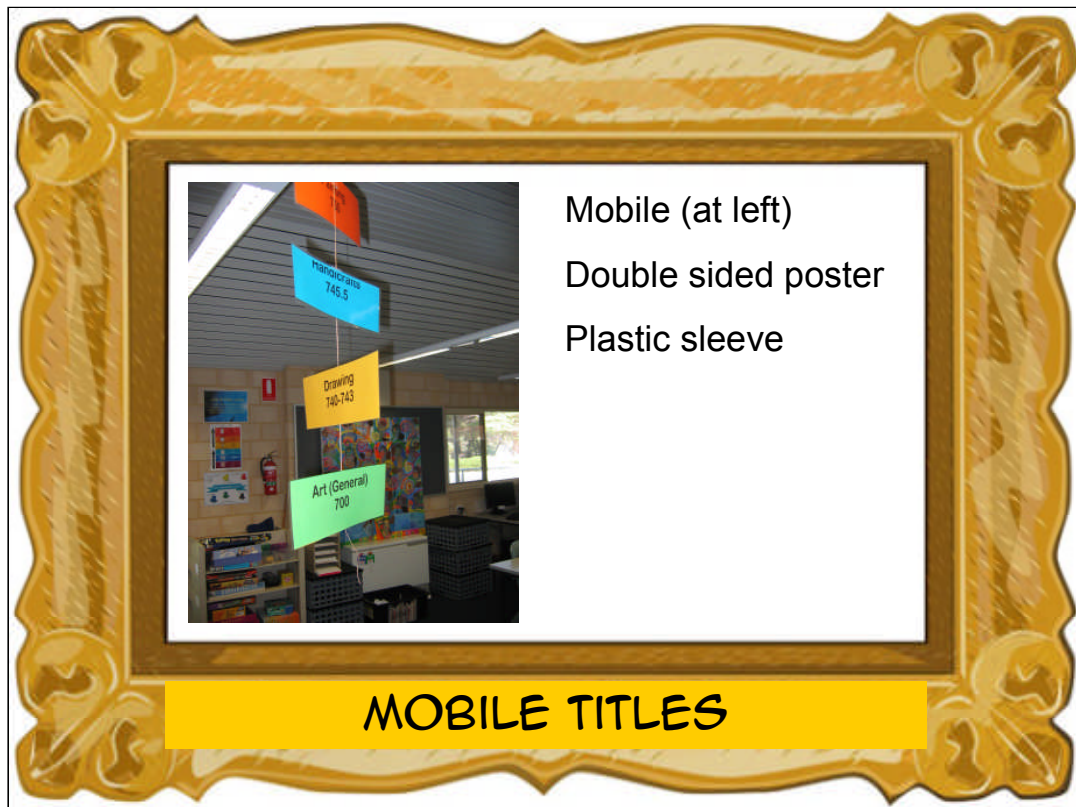 Handicrafts
745.5
Drawing
740-743
Art (General)
700
Mobile (at left)
Double sided poster
Plastic sleeve
MOBILE TITLES